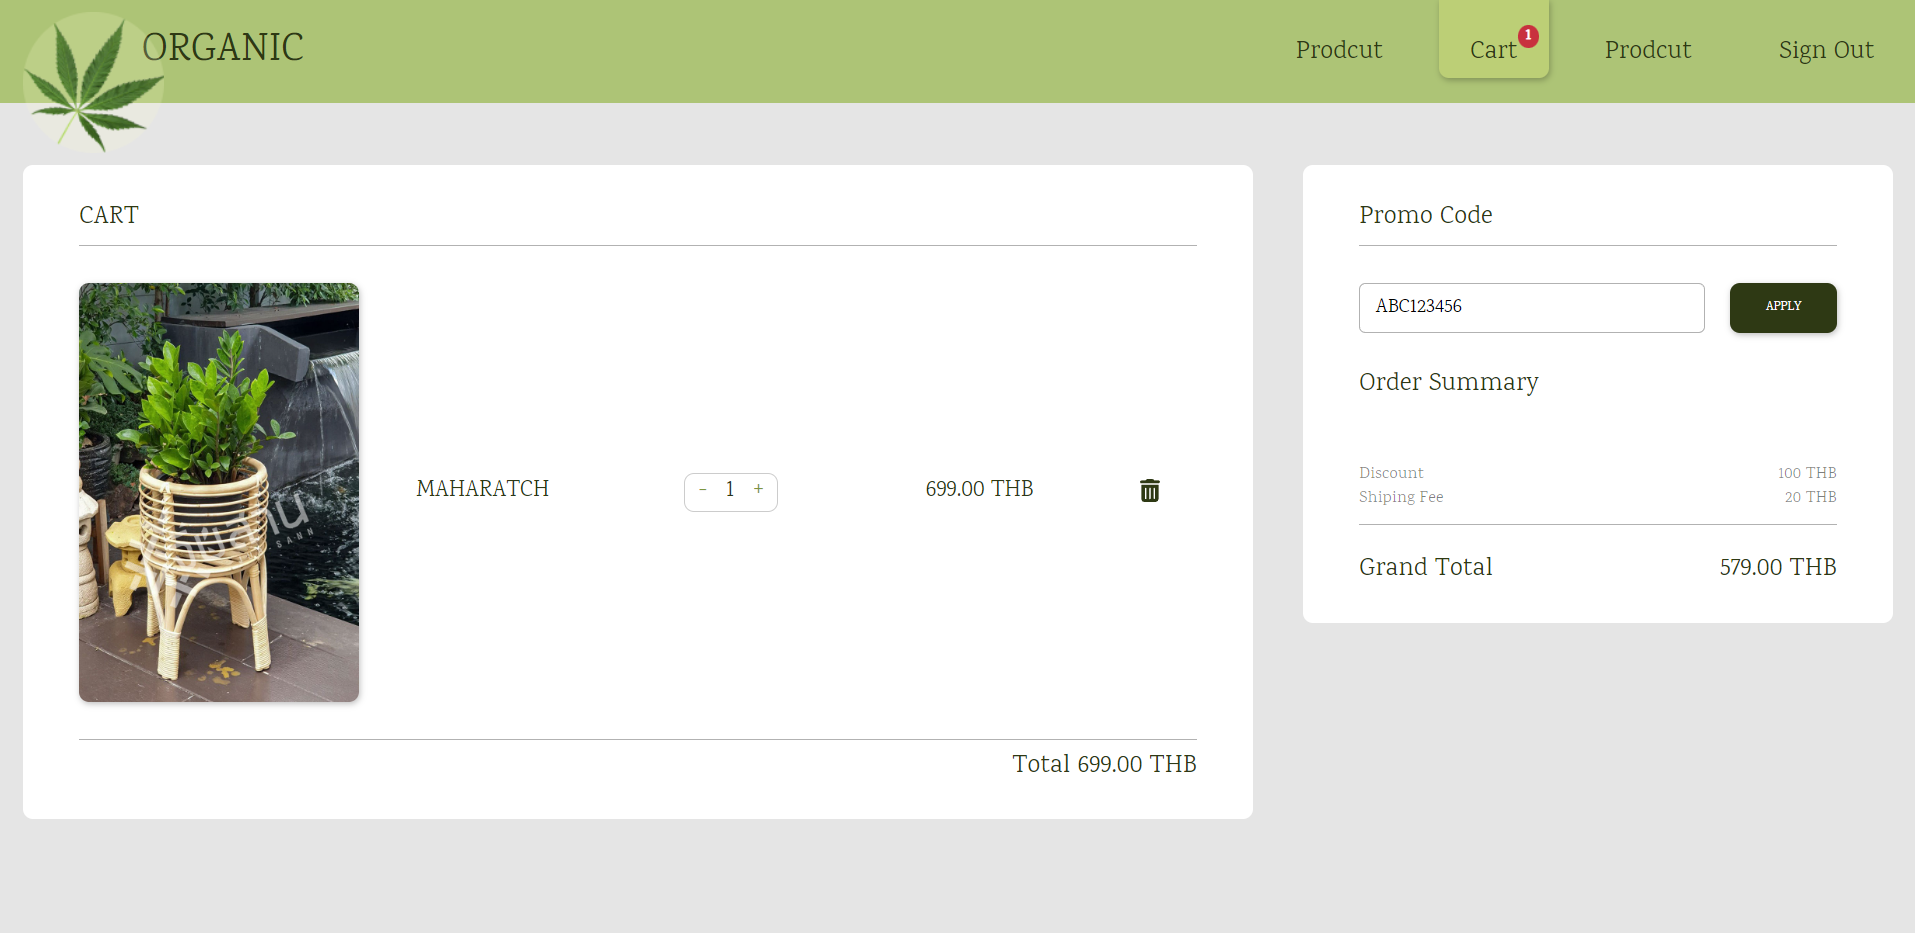 ORGANIC
Prodcut
Cart 1
Prodcut
Sign Out
CART
MAHARATCH
- 1 +
699.00 THB
Total 699.00 THB
Promo Code
ABC123456
APPLY
Order Summary
Discount 100 THB
Shiping Fee 20 THB
Grand Total 579.00 THB